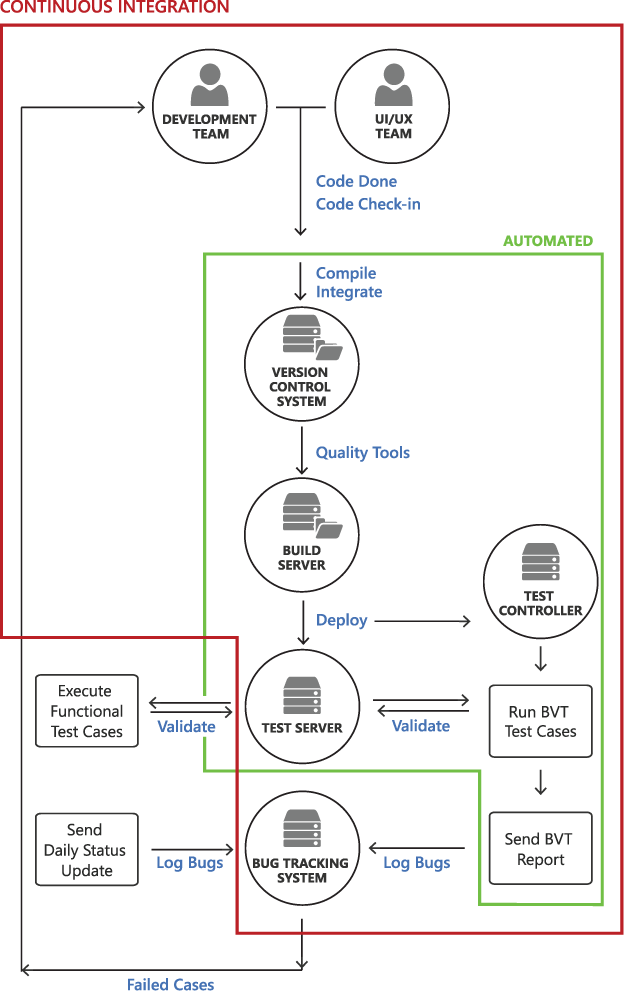 CONTINUOUS INTEGRATION
DEVELOPMENT
TEAM
UI/UX
TEAM
Code Done
Code Check-in
AUTOMATED
Compile
Integrate
VERSION
CONTROL
SYSTEM
Quality Tools
BUILD
SERVER
TEST
CONTROLLER
Deploy
Execute
Functional
Test Cases
Validate
TEST SERVER
Validate
Run BVT
Test Cases
Send
Daily Status
Update
Log Bugs
BUG TRACKING
SYSTEM
Log Bugs
Send BVT
Report
Failed Cases